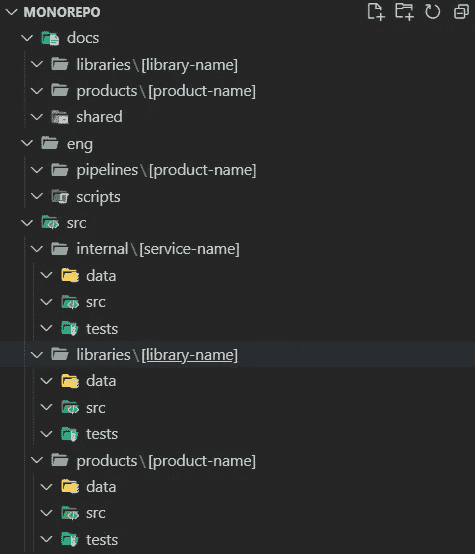 MONOREPO
docs
libraries\[library-name]
products\[product-name]
shared
eng
pipelines\[product-name]
scripts
src
internal\[service-name]
data
src
tests
libraries\[library-name]
data
src
tests
products\[product-name]
data
src
tests